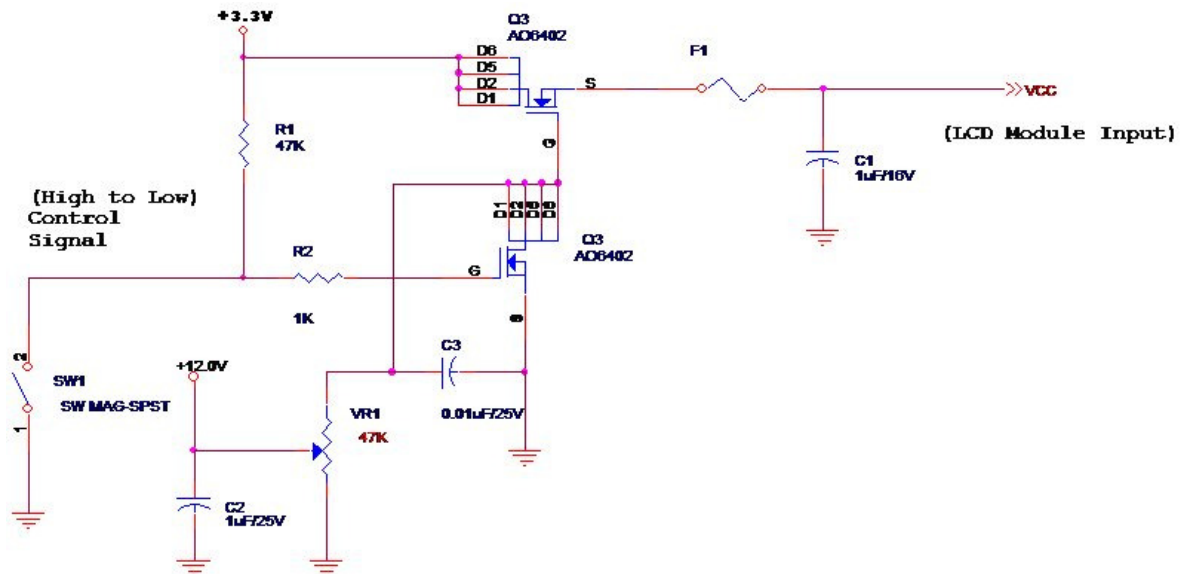 +3.3V
Q3
AO6402
D6
D5
D2
D1
S
F1
VCC
(LCD Module Input)
R1
47K
G
C1
1uF/16V
(High to Low)
Control
Signal
D1
D2
Q3
AO6402
R2
G
1K
C3
+12.0V
2
SW1
SW MAG-SPST
1
VR1
47K
0.01uF/25V
C2
1uF/25V